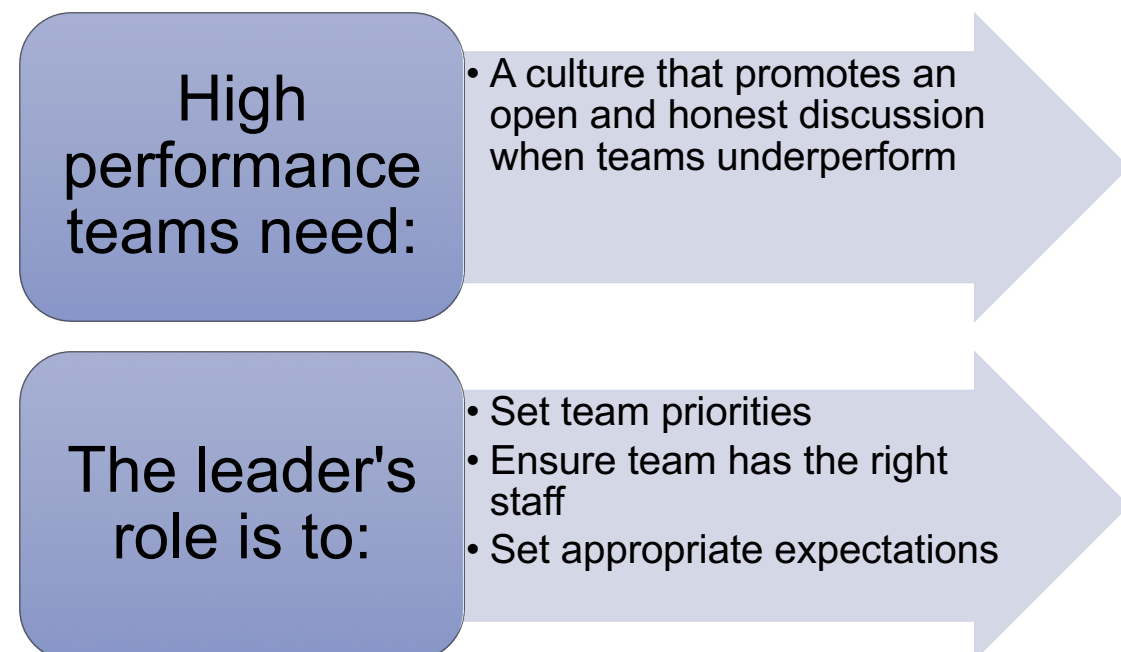 High
performance
teams need:
• A culture that promotes an
open and honest discussion
when teams underperform
The leader's
role is to:
• Set team priorities
• Ensure team has the right
staff
• Set appropriate expectations